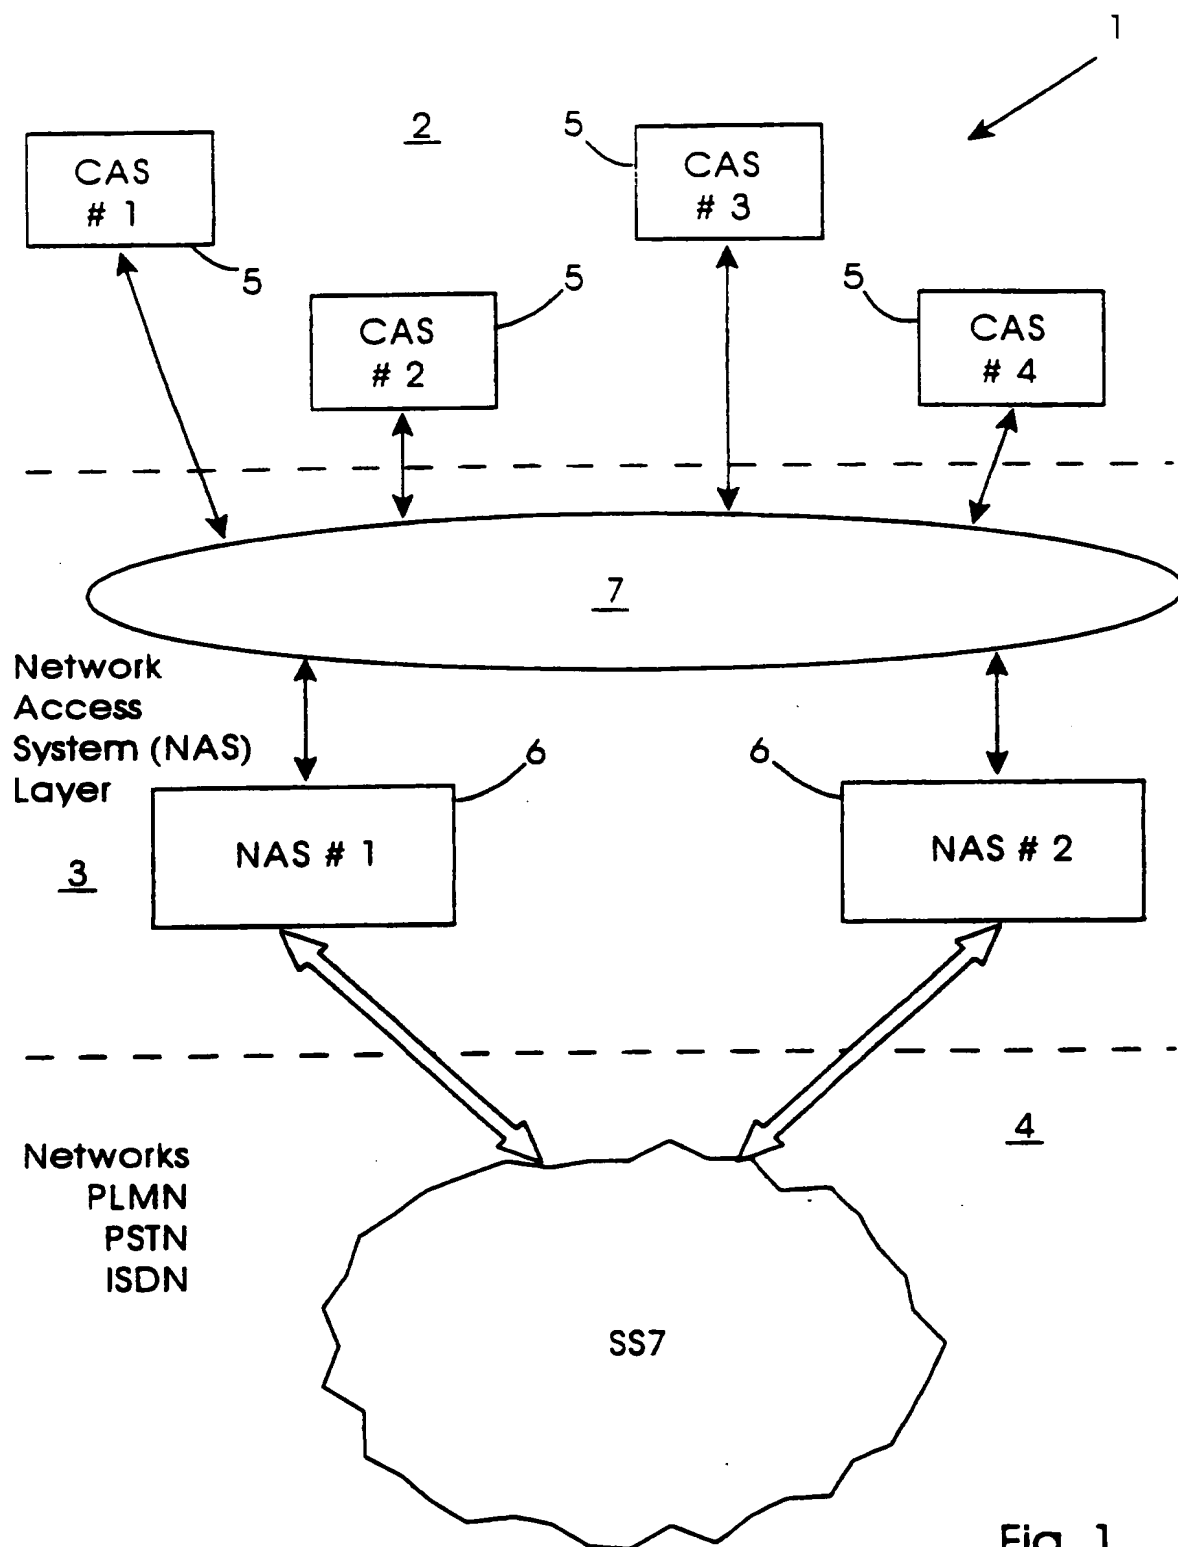 1
2
5
CAS
# 1
CAS
# 3
5
5
5
CAS
# 2
CAS
# 4
7
Network
Access
System (NAS)
Layer
6
6
NAS # 1
NAS # 2
3
4
Networks
PLMN
PSTN
ISDN
SS7
Fig. 1